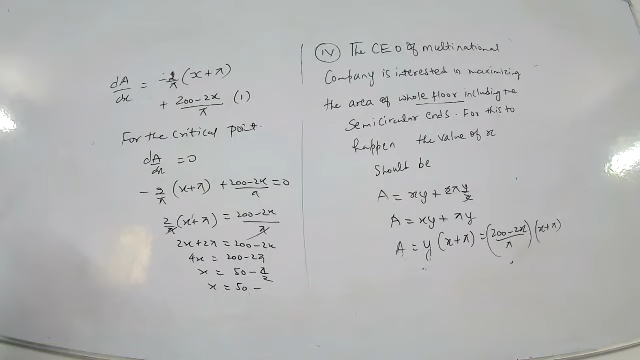 dA/dx = -2/π (x+π)
+ 200-2x/π (1)
For the critical point.
dA/dx = 0
- 2/π (x+π) + 200-2x/π = 0
2/π (x+π) = 200-2x/π
2x+2π = 200-2x
4x = 200-2π
x = 50 - π/2
x = 50 -
(IV) The CEO of multinational
Company is interested in maximizing
the area of whole floor including the
Semicircular ends. For this to
happen the value of x
should be
A = xy + 2π y/2
A = xy + πy
A = y (x+π) = (200-2x/π) (x+π)